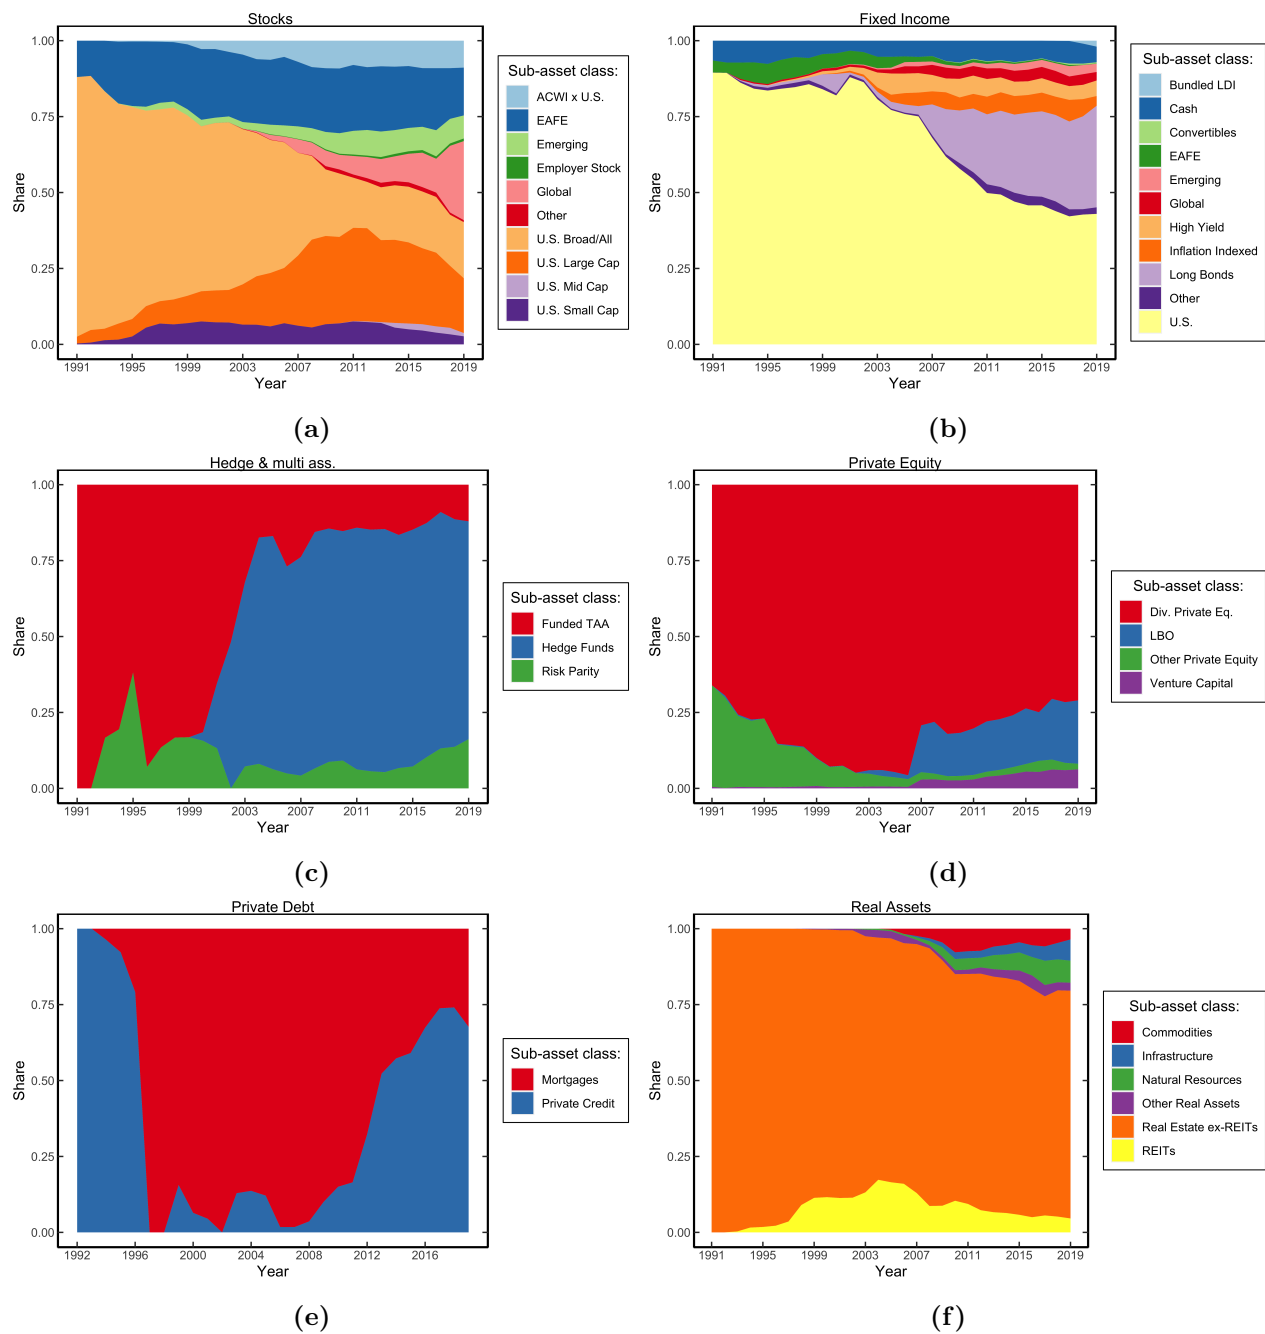 Stocks
Share
1.00
0.75
0.50
0.25
0.00
1991 1995 1999 2003 2007 2011 2015 2019
Year
Sub-asset class:
ACWI x U.S.
EAFE
Emerging
Employer Stock
Global
Other
U.S. Broad/All
U.S. Large Cap
U.S. Mid Cap
U.S. Small Cap
(a)
Fixed Income
Share
1.00
0.75
0.50
0.25
0.00
1991 1995 1999 2003 2007 2011 2015 2019
Year
Sub-asset class:
Bundled LDI
Cash
Convertibles
EAFE
Emerging
Global
High Yield
Inflation Indexed
Long Bonds
Other
U.S.
(b)
Hedge & multi ass.
Share
1.00
0.75
0.50
0.25
0.00
1991 1995 1999 2003 2007 2011 2015 2019
Year
Sub-asset class:
Funded TAA
Hedge Funds
Risk Parity
(c)
Private Equity
Share
1.00
0.75
0.50
0.25
0.00
1991 1995 1999 2003 2007 2011 2015 2019
Year
Sub-asset class:
Div. Private Eq.
LBO
Other Private Equity
Venture Capital
(d)
Private Debt
Share
1.00
0.75
0.50
0.25
0.00
1992 1996 2000 2004 2008 2012 2016
Year
Sub-asset class:
Mortgages
Private Credit
(e)
Real Assets
Share
1.00
0.75
0.50
0.25
0.00
1991 1995 1999 2003 2007 2011 2015 2019
Year
Sub-asset class:
Commodities
Infrastructure
Natural Resources
Other Real Assets
Real Estate ex-REITs
REITs
(f)